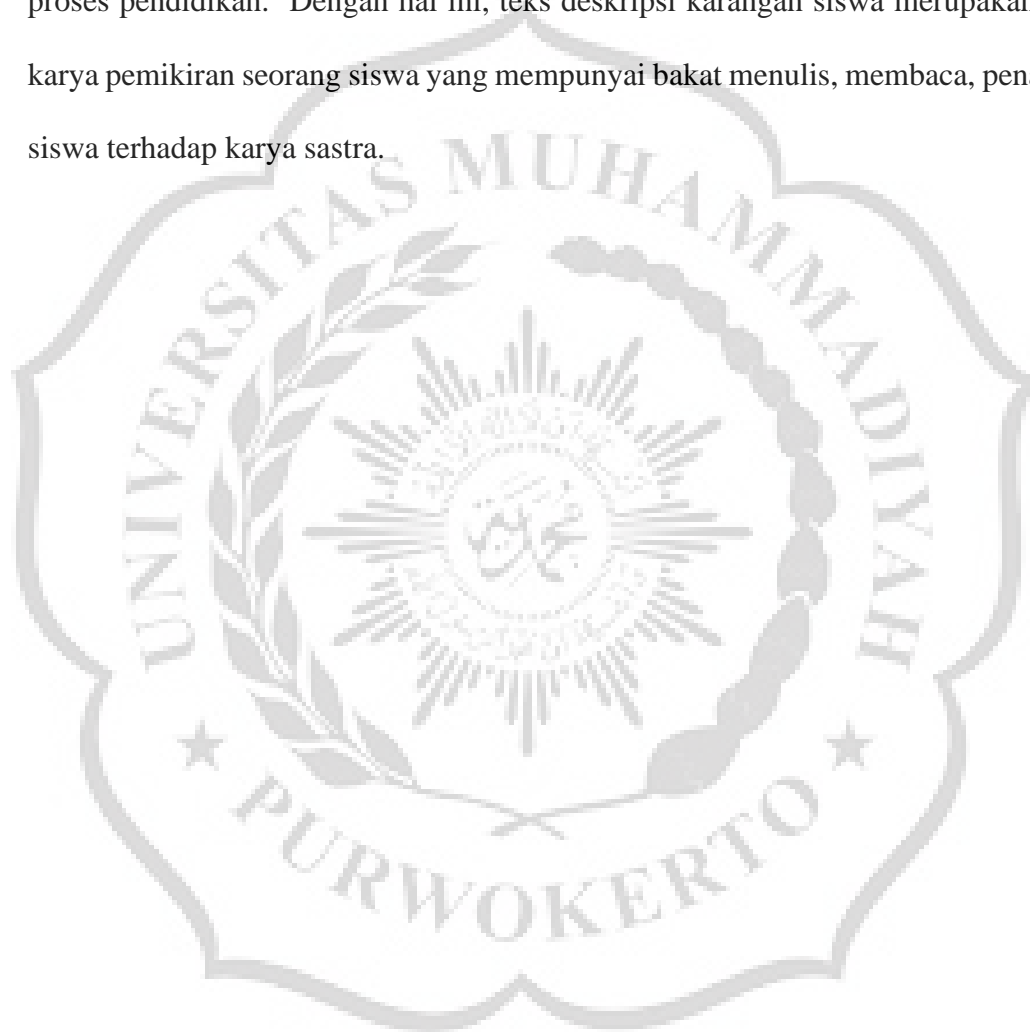 proses pendidikan. Dengan hal ini, teks deskripsi karangan siswa merupakan
karya pemikiran seorang siswa yang mempunyai bakat menulis, membaca,
siswa terhadap karya sastra.
UNIVERSITAS MUHAMMADIYAH
PURWOKERTO